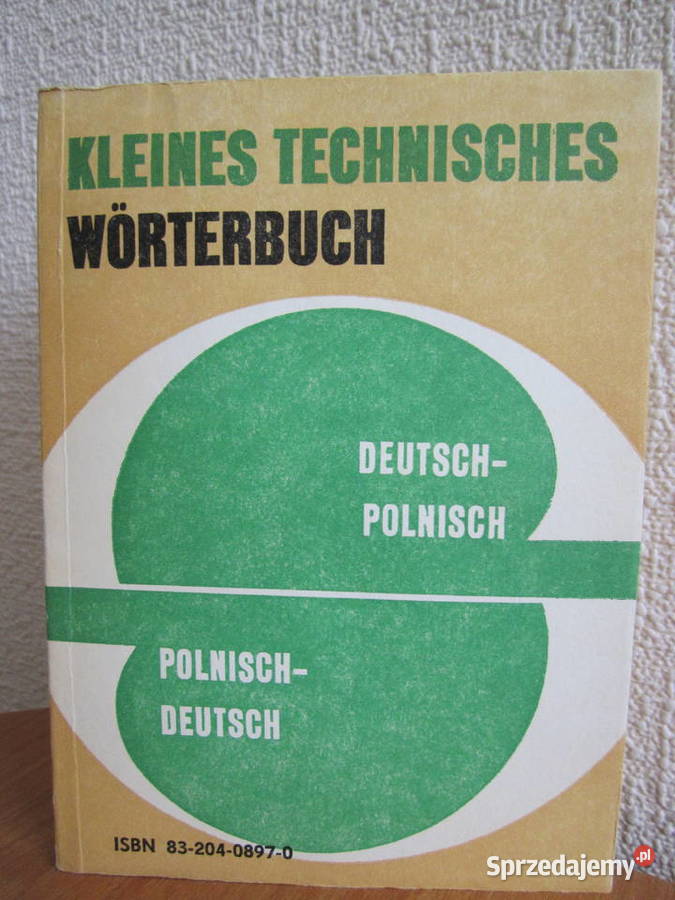 KLEINES TECHNISCHES
WÖRTERBUCH
DEUTSCH-
POLNISCH
POLNISCH-
DEUTSCH
ISBN 83-204-0897-0
Sprzedajemy.pl